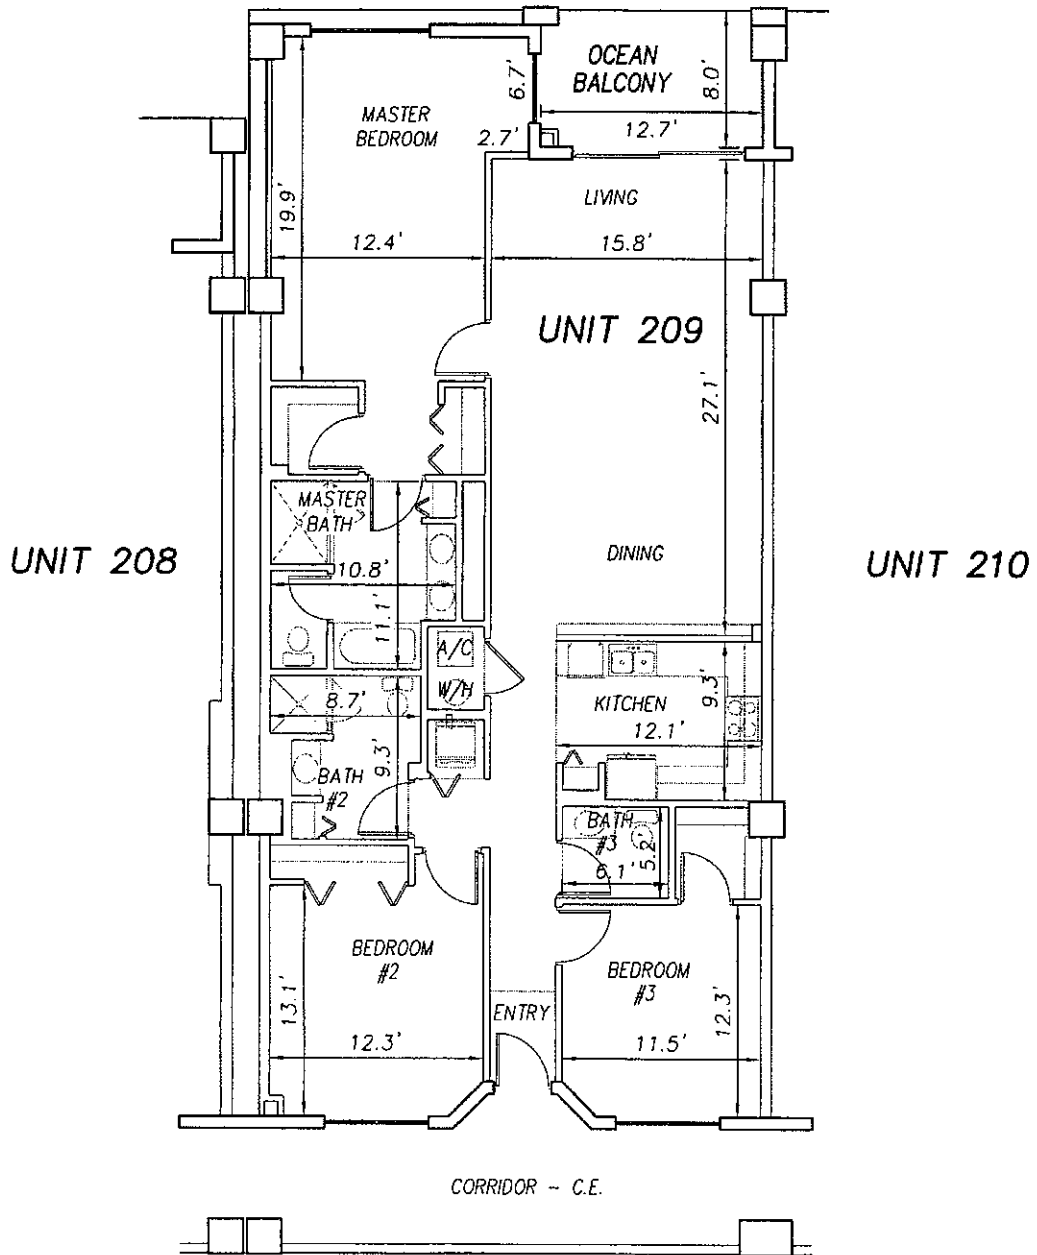 OCEAN
BALCONY
6.7'
8.0'
12.7'
MASTER
BEDROOM
2.7'
LIVING
19.9'
12.4'
15.8'
UNIT 209
27.1'
MASTER
BATH
UNIT 208
DINING
UNIT 210
10.8'
11.1'
A/C
W/H
8.7'
KITCHEN
9.3'
12.1'
9.3'
BATH
#2
BATH
#3
5.2'
6.1'
BEDROOM
#2
BEDROOM
#3
13.1'
ENTRY
12.3'
12.3'
11.5'
CORRIDOR - C.E.